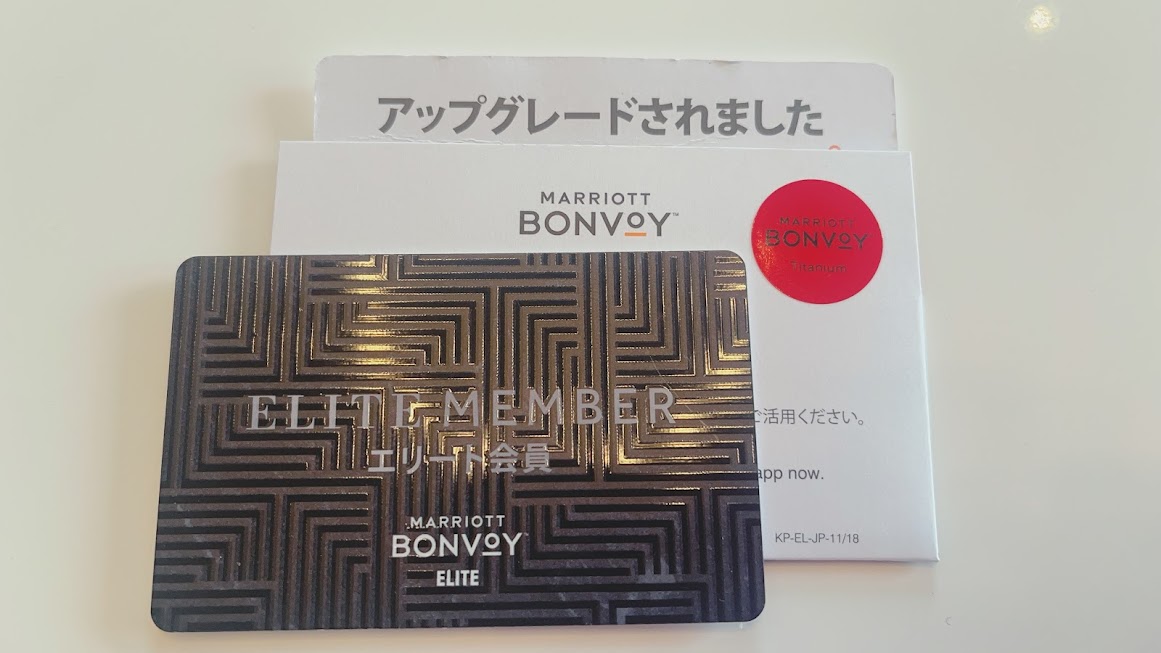 アップグレードされました
MARRIOTT
BONVOY™
MARRIOTT
BONVOY
Titanium
ご活用ください。
app now.
KP-EL-JP-11/18
ELITE MEMBER
エリート会員
MARRIOTT
BONVOY
ELITE